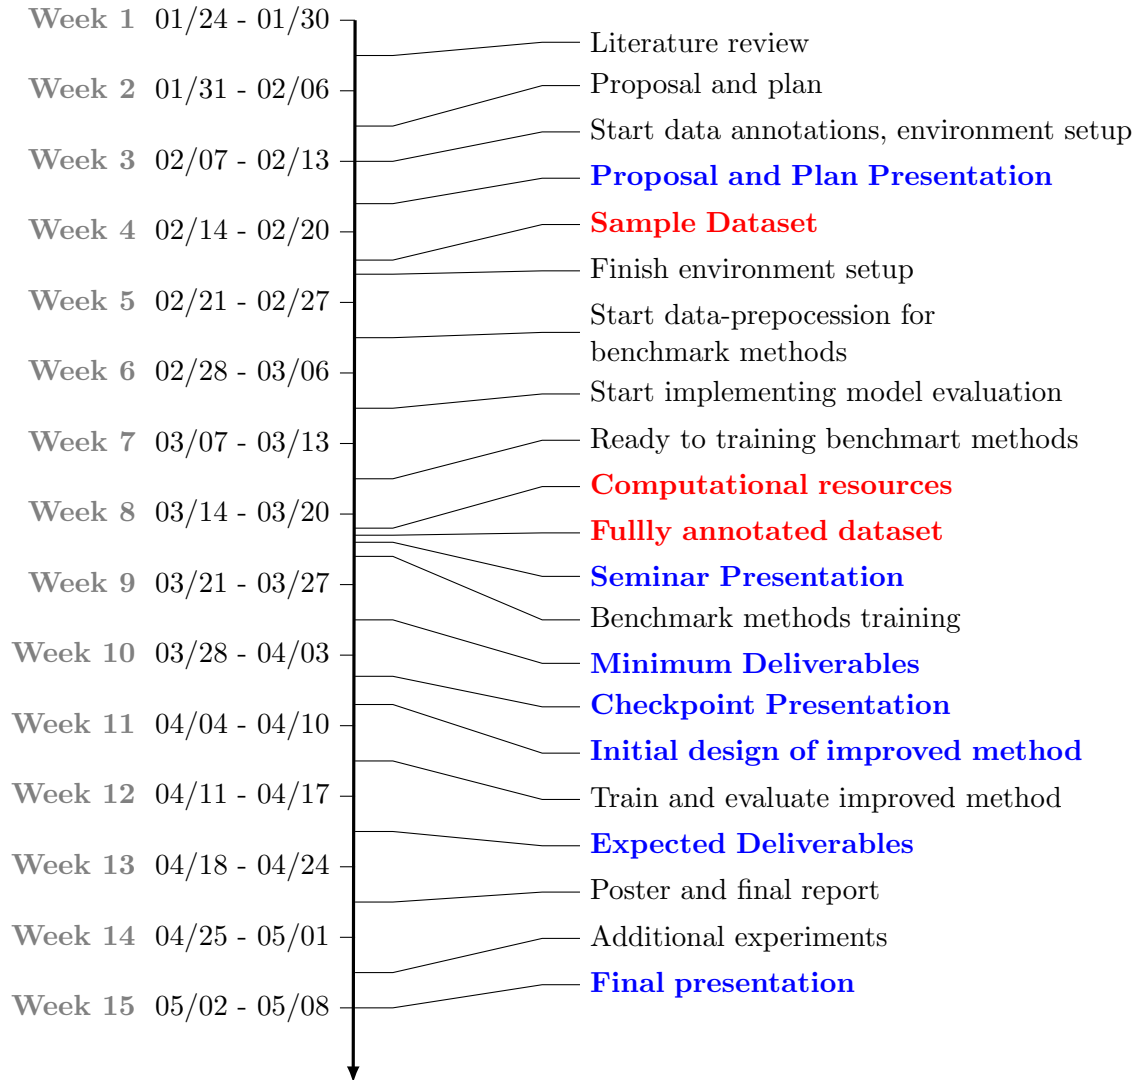 Week 1 01/24 - 01/30
Literature review
Week 2 01/31 - 02/06
Proposal and plan
Start data annotations, environment setup
Week 3 02/07 - 02/13
Proposal and Plan Presentation
Week 4 02/14 - 02/20
Sample Dataset
Finish environment setup
Week 5 02/21 - 02/27
Start data-prepocession for
benchmark methods
Week 6 02/28 - 03/06
Start implementing model evaluation
Week 7 03/07 - 03/13
Ready to training benchmart methods
Computational resources
Week 8 03/14 - 03/20
Fullly annotated dataset
Seminar Presentation
Week 9 03/21 - 03/27
Benchmark methods training
Week 10 03/28 - 04/03
Minimum Deliverables
Checkpoint Presentation
Week 11 04/04 - 04/10
Initial design of improved method
Week 12 04/11 - 04/17
Train and evaluate improved method
Expected Deliverables
Week 13 04/18 - 04/24
Poster and final report
Week 14 04/25 - 05/01
Additional experiments
Final presentation
Week 15 05/02 - 05/08